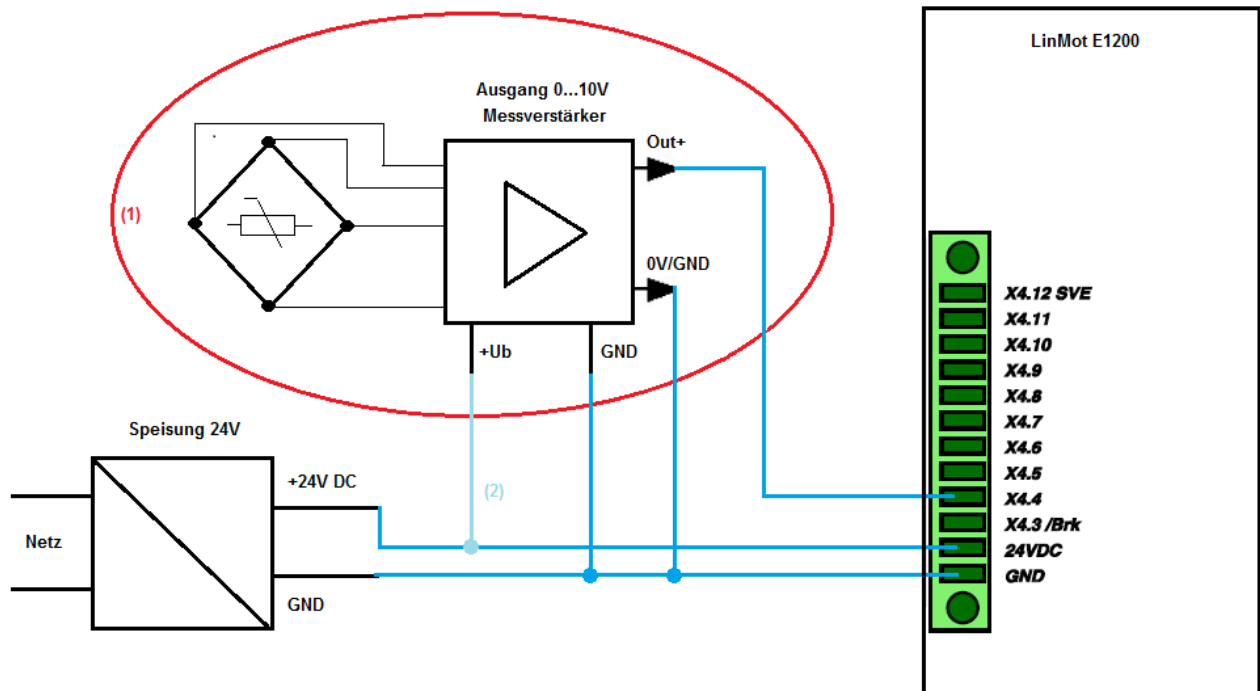 LinMot E1200
Ausgang 0...10V
Messverstärker
Out+
(1)
0V/GND
+Ub
GND
X4.12 SVE
X4.11
X4.10
X4.9
X4.8
X4.7
X4.6
X4.5
X4.4
X4.3 /Brk
24VDC
GND
Speisung 24V
+24V DC
(2)
Netz
GND